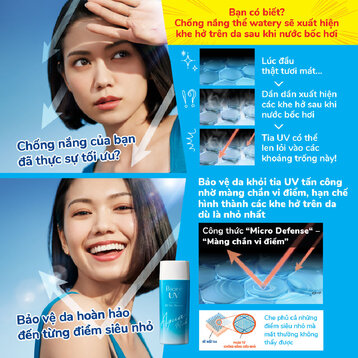 Bạn có biết?
Chống nắng thể watery sẽ xuất hiện
khe hở trên da sau khi nước bốc hơi
Lúc đầu
thật tươi mát...
Dần dần xuất hiện
các khe hở sau khi
nước bốc hơi
Tia UV có thể
len lỏi vào các
khoảng trống này!
Chống nắng của bạn
đã thực sự tối ưu?
Bảo vệ da khỏi tia UV tấn công
nhờ màng chắn vi điểm, hạn chế
hình thành các khe hở trên da
dù là nhỏ nhất
Công thức “Micro Defense“ –
“Màng chắn vi điểm”
Bioré
UV
Aqua
Bảo vệ da hoàn hảo
đến từng điểm siêu nhỏ
Che phủ cả những
điểm siêu nhỏ mà
mắt thường không
thấy được